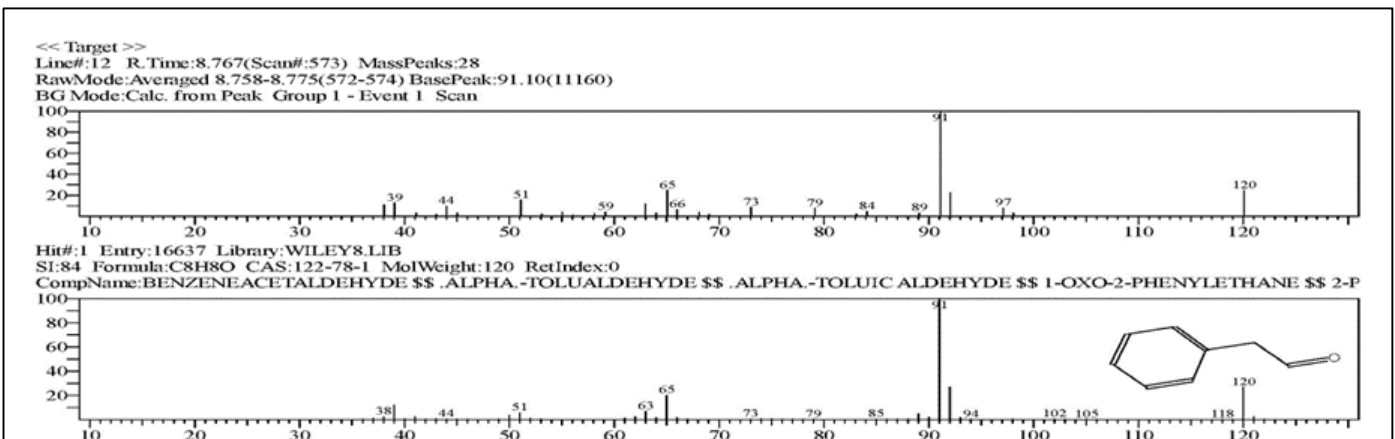 << Target >>
Line#:12 R.Time:8.767(Scan#:573) MassPeaks:28
RawMode:Averaged 8.758-8.775(572-574) BasePeak:91.10(11160)
BG Mode:Calc. from Peak Group 1 - Event 1 Scan
100
80
60
40
20
39 44 51 59 65 66 73 79 84 89 91 97 120
10 20 30 40 50 60 70 80 90 100 110 120
Hit#:1 Entry:16637 Library:WILEY8.LIB
SI:84 Formula:C8H8O CAS:122-78-1 MolWeight:120 RetIndex:0
CompName:BENZENEACETALDEHYDE $$ .ALPHA.-TOLUALDEHYDE $$ .ALPHA.-TOLUIC ALDEHYDE $$ 1-OXO-2-PHENYLETHANE $$ 2-P
100
80
60
40
20
38 44 51 63 65 73 79 85 91 94 102 105 118 120
O
10 20 30 40 50 60 70 80 90 100 110 120